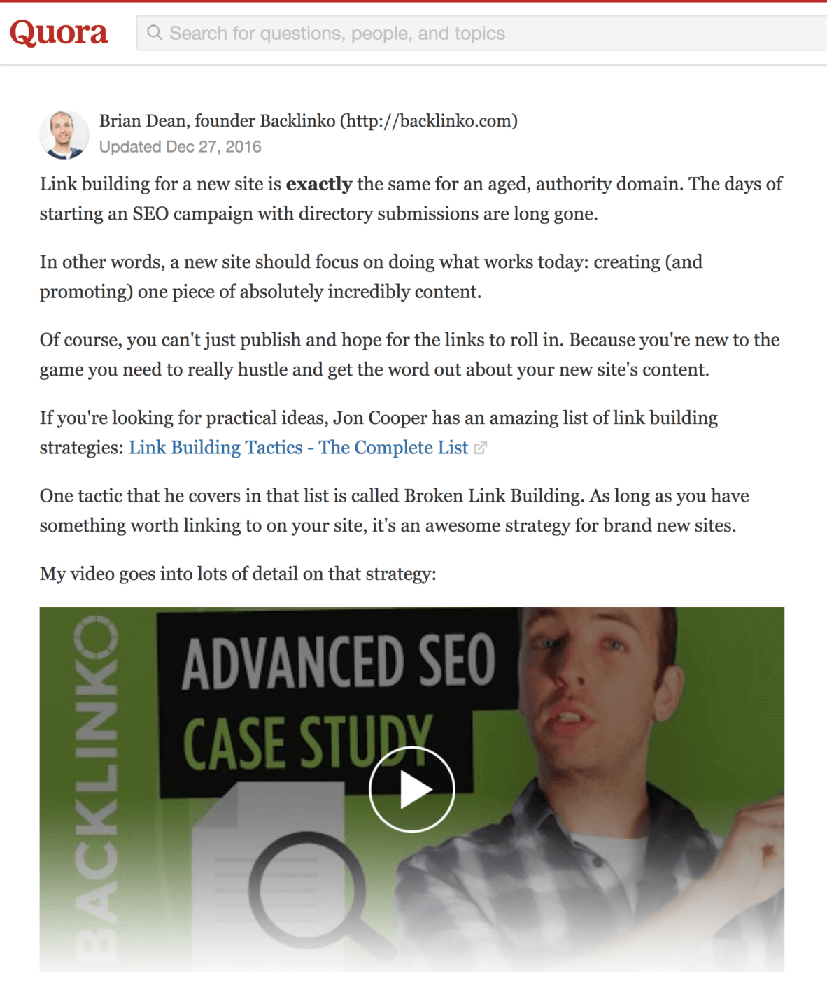 Quora
Search for questions, people, and topics
Brian Dean, founder Backlinko (http://backlinko.com)
Updated Dec 27, 2016
Link building for a new site is exactly the same for an aged, authority domain. The days of
starting an SEO campaign with directory submissions are long gone.
In other words, a new site should focus on doing what works today: creating (and
promoting) one piece of absolutely incredibly content.
Of course, you can't just publish and hope for the links to roll in. Because you're new to the
game you need to really hustle and get the word out about your new site's content.
If you're looking for practical ideas, Jon Cooper has an amazing list of link building
strategies: Link Building Tactics - The Complete List
One tactic that he covers in that list is called Broken Link Building. As long as you have
something worth linking to on your site, it's an awesome strategy for brand new sites.
My video goes into lots of detail on that strategy:
BACKLINKO
ADVANCED SEO
CASE STUDY